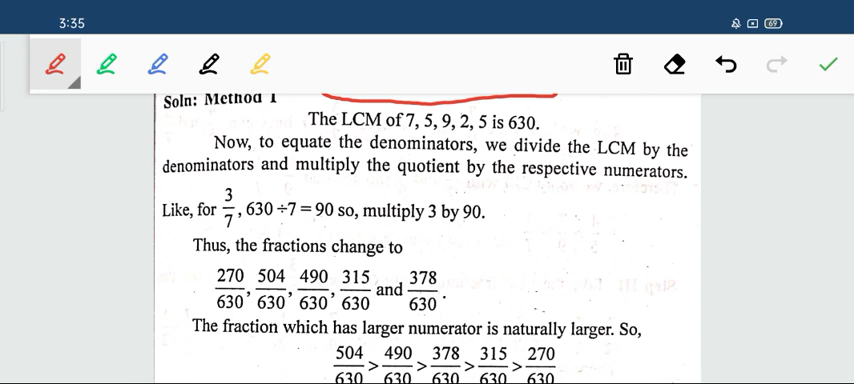 3:35
69
Soln: Method 1
The LCM of 7, 5, 9, 2, 5 is 630.
Now, to equate the denominators, we divide the LCM by the
denominators and multiply the quotient by the respective numerators.
Like, for 3/7, 630 ÷7 = 90 so, multiply 3 by 90.
Thus, the fractions change to
270/630, 504/630, 490/630, 315/630 and 378/630.
The fraction which has larger numerator is naturally larger. So,
504/630 > 490/630 > 378/630 > 315/630 > 270/630